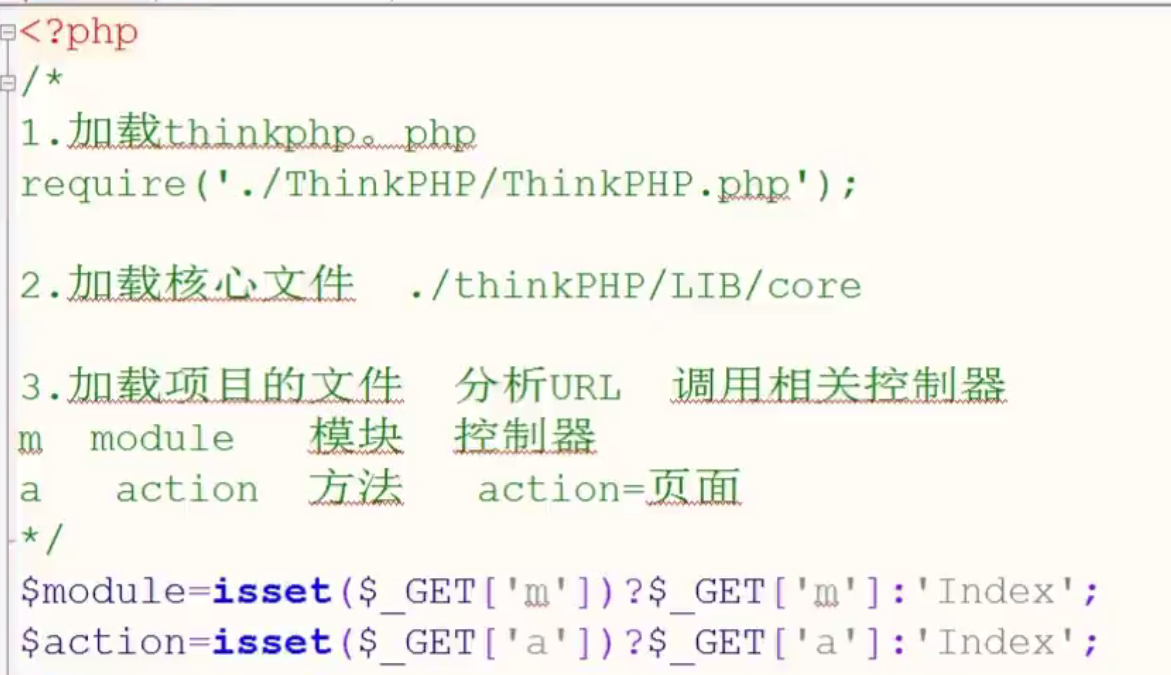 <?php
/*
1.加载thinkphp。php
require('./ThinkPHP/ThinkPHP.php');
2.加载核心文件  ./thinkPHP/LIB/core
3.加载项目的文件  分析URL  调用相关控制器
m  module   模块  控制器
a   action  方法   action=页面
*/
$module=isset($_GET['m'])?$_GET['m']:'Index';
$action=isset($_GET['a'])?$_GET['a']:'Index';